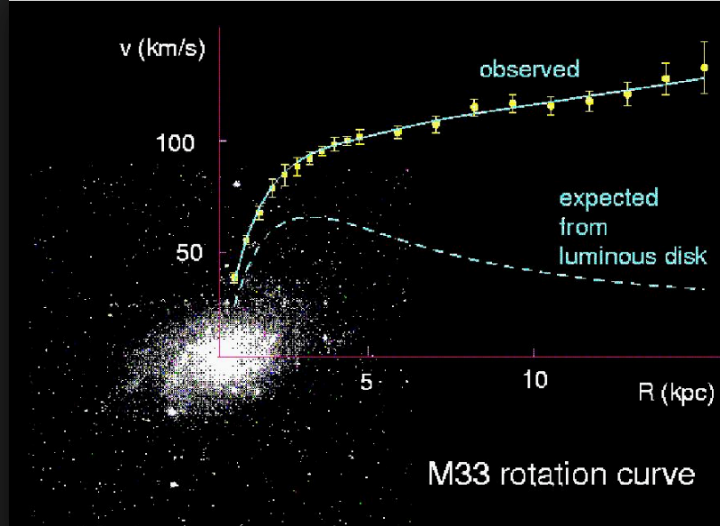 v (km/s)
observed
100
expected
from
luminous disk
50
5
10
R (kpc)
M33 rotation curve